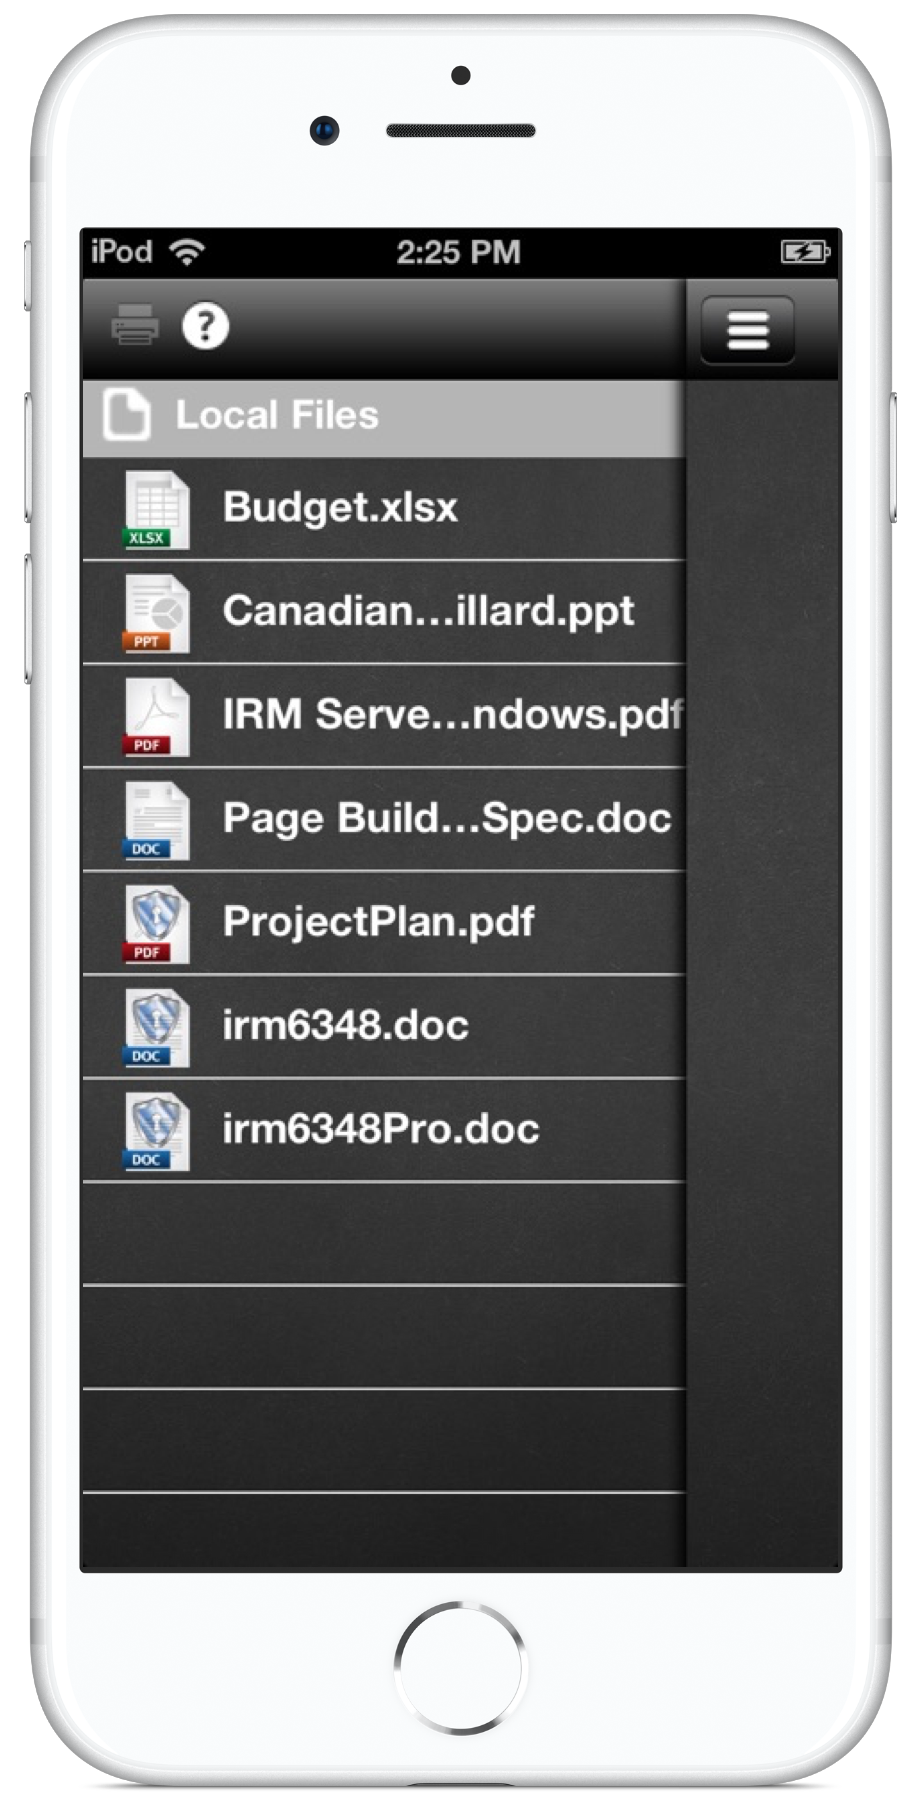 iPod 2:25 PM
?
Local Files
XLSX Budget.xlsx
PPT Canadian...illard.ppt
PDF IRM Serve...ndows.pdf
DOC Page Build...Spec.doc
PDF ProjectPlan.pdf
DOC irm6348.doc
DOC irm6348Pro.doc